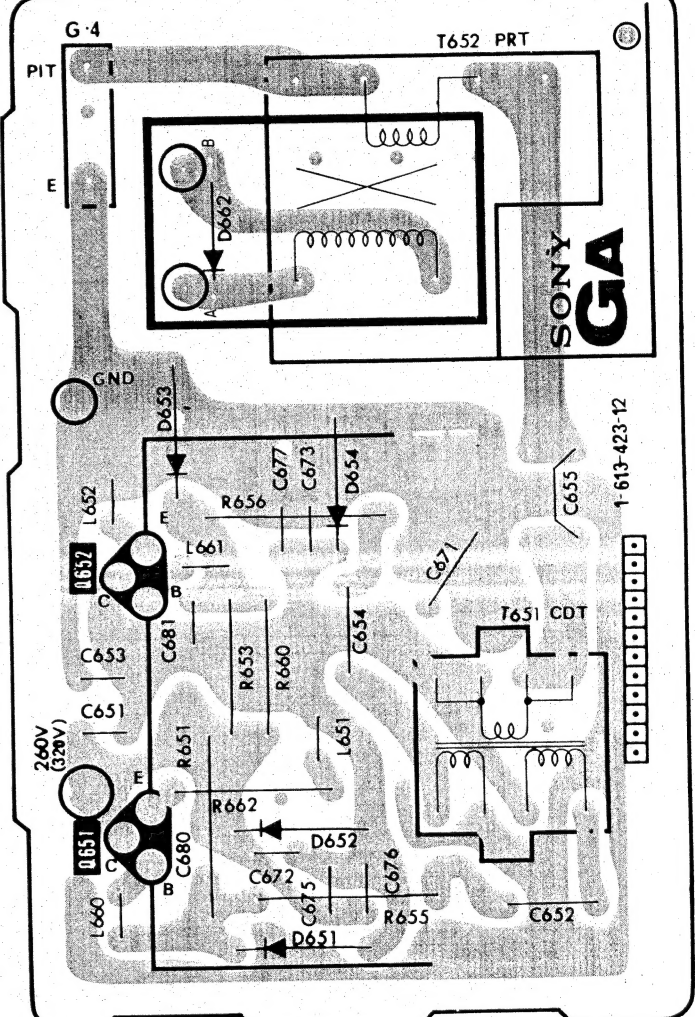 G·4
T652 PRT
PIT
E
B
D662
A
SONY
GA
GND
D653
1-613-423-12
C677
C673
D654
L652
R656
C655
E
L661
Q652
C
B
C671
T651 CDT
C681
C654
C653
R653
R660
C651
L651
260V
(320V)
R651
E
R662
Q651
D652
C
C680
B
C672
C676
C675
L660
R655
C652
D651